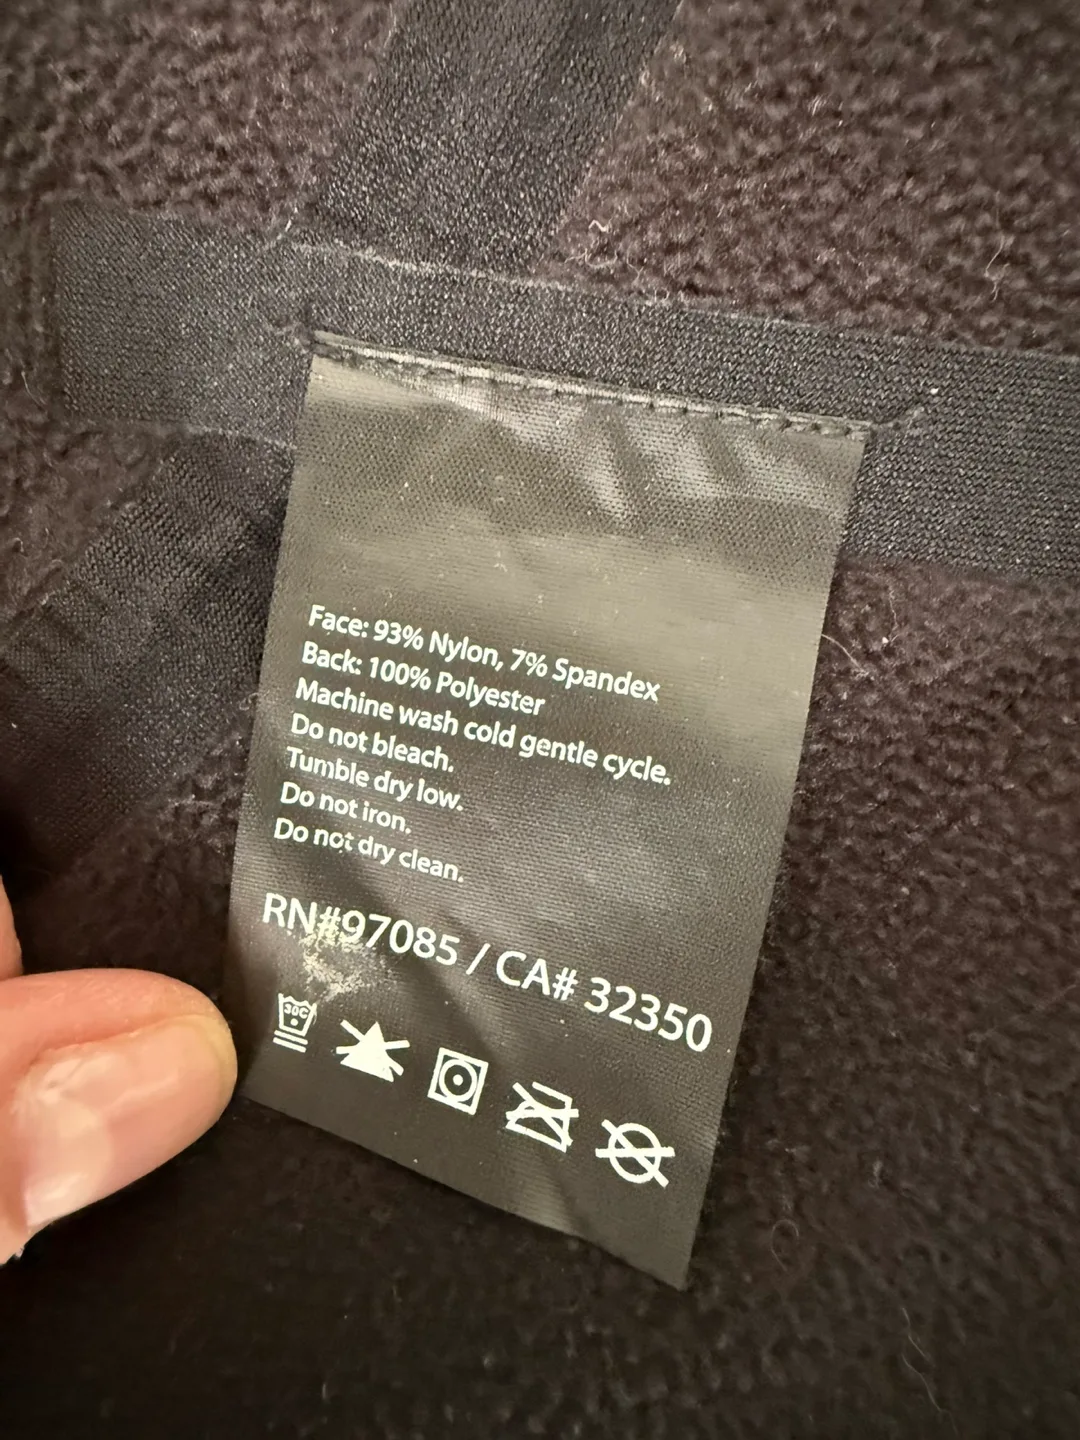 Face: 93% Nylon, 7% Spandex
Back: 100% Polyester
Machine wash cold gentle cycle.
Do not bleach.
Tumble dry low.
Do not iron.
Do not dry clean.
RN#97085 / CA# 32350
30C